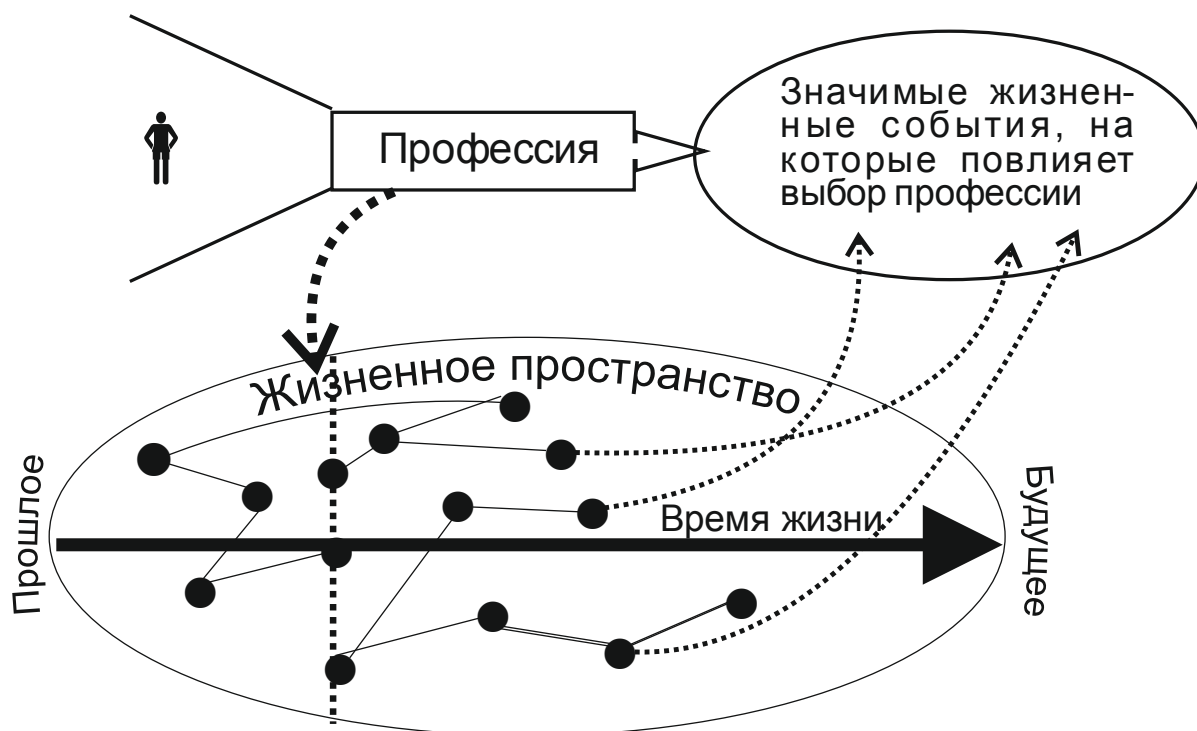 Профессия
Значимые жизнен-
ные события, на
которые повлияет
выбор профессии
Жизненное пространство
Прошлое
Время жизни
Будущее